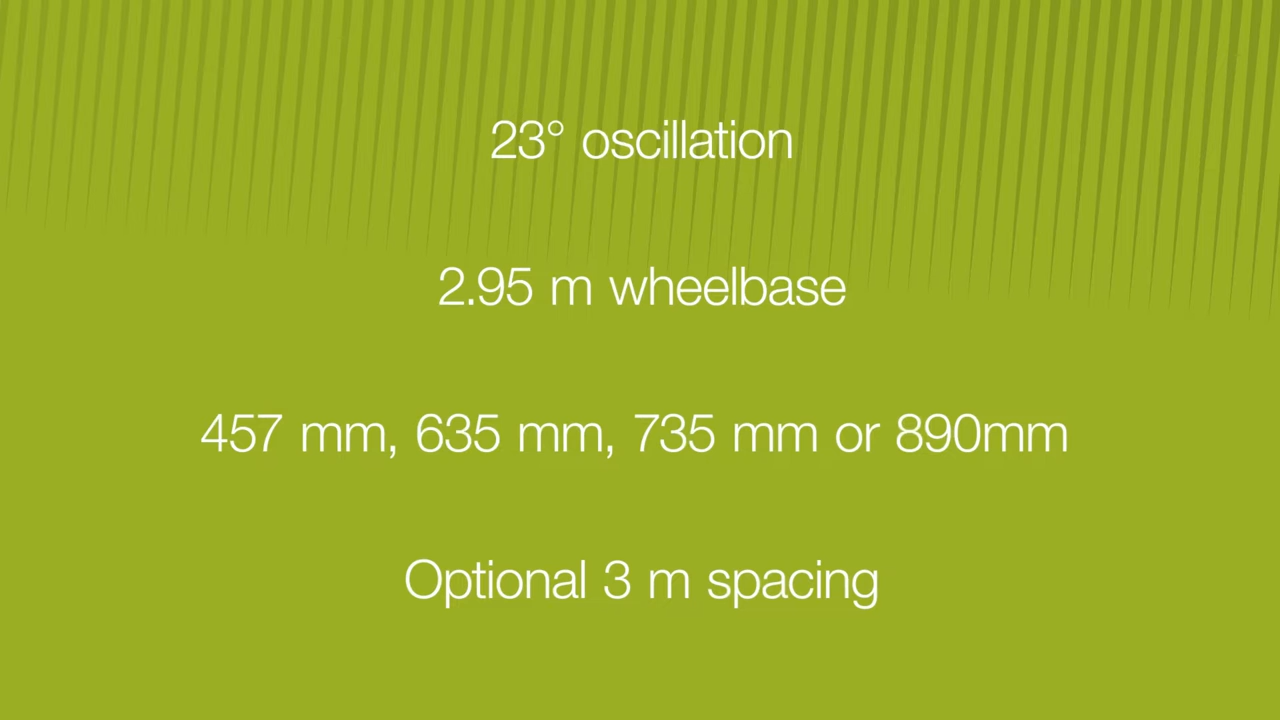 23° oscillation
2.95 m wheelbase
457 mm, 635 mm, 735 mm or 890mm
Optional 3 m spacing